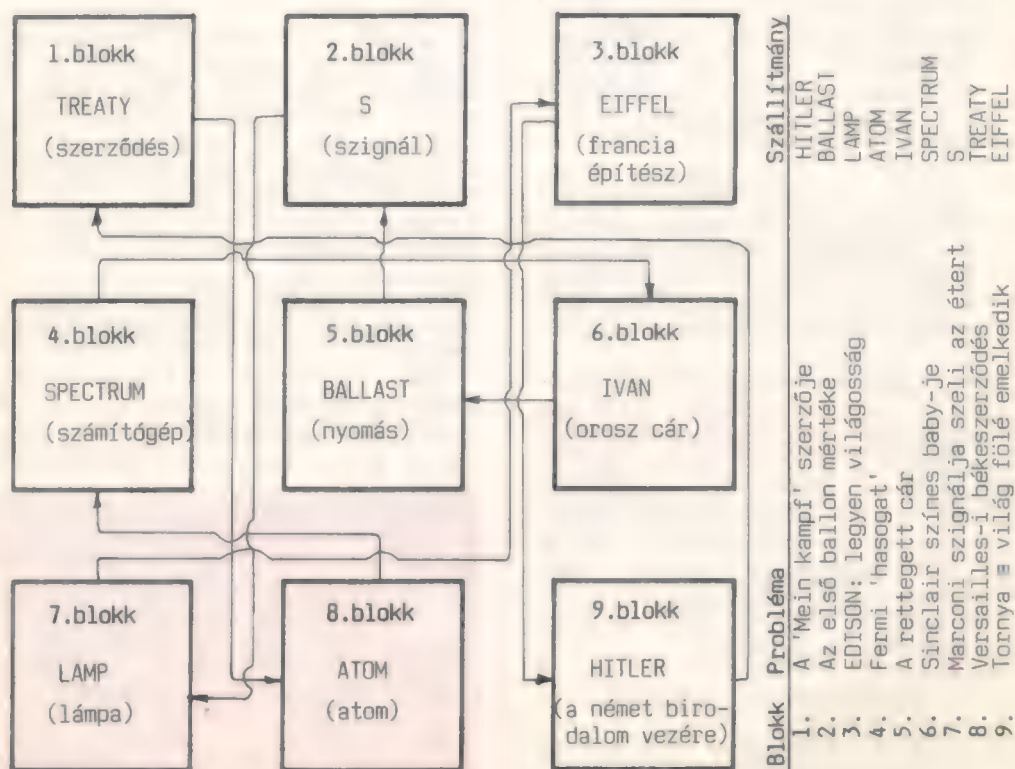 1.blokk
TREATY
(szerződés)
2.blokk
S
(szignál)
3.blokk
EIFFEL
(francia
építész)
4.blokk
SPECTRUM
(számítógép)
5.blokk
BALLAST
(nyomás)
6.blokk
IVAN
(orosz cár)
7.blokk
LAMP
(lámpa)
8.blokk
ATOM
(atom)
9.blokk
HITLER
(a német biro-
dalom vezére)
Blokk Probléma Szállítmány
1. A 'Mein kampf' szerzője HITLER
2. Az első ballon mértéke BALLAST
3. EDISON: legyen világosság LAMP
4. Fermi 'hasogat' ATOM
5. A rettegett cár IVAN
6. Sinclair színes baby-je SPECTRUM
7. Marconi szignálja szeli az étert S
8. Versailles-i békeszerződés TREATY
9. Tornya ≡ világ fölé emelkedik EIFFEL